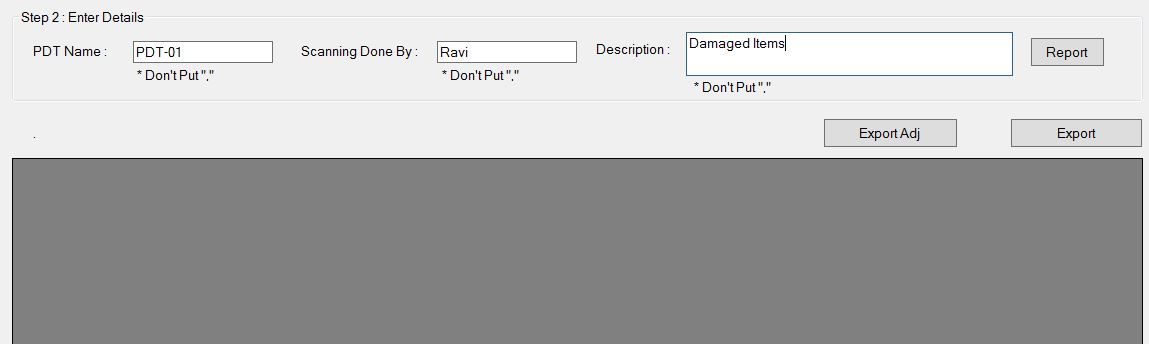 Step 2 : Enter Details
PDT Name : PDT-01 Scanning Done By : Ravi Description : Damaged Items Report
* Don't Put "," * Don't Put "," * Don't Put ","
. Export Adj Export